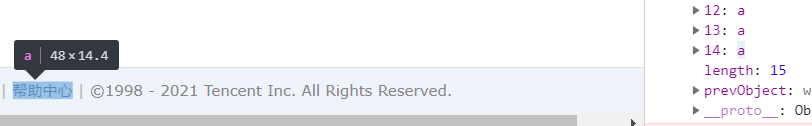 12: a
13: a
14: a
length: 15
prevObject: w
__proto__: Ob
a | 48 × 14.4
| 帮助中心 | ©1998 - 2021 Tencent Inc. All Rights Reserved.